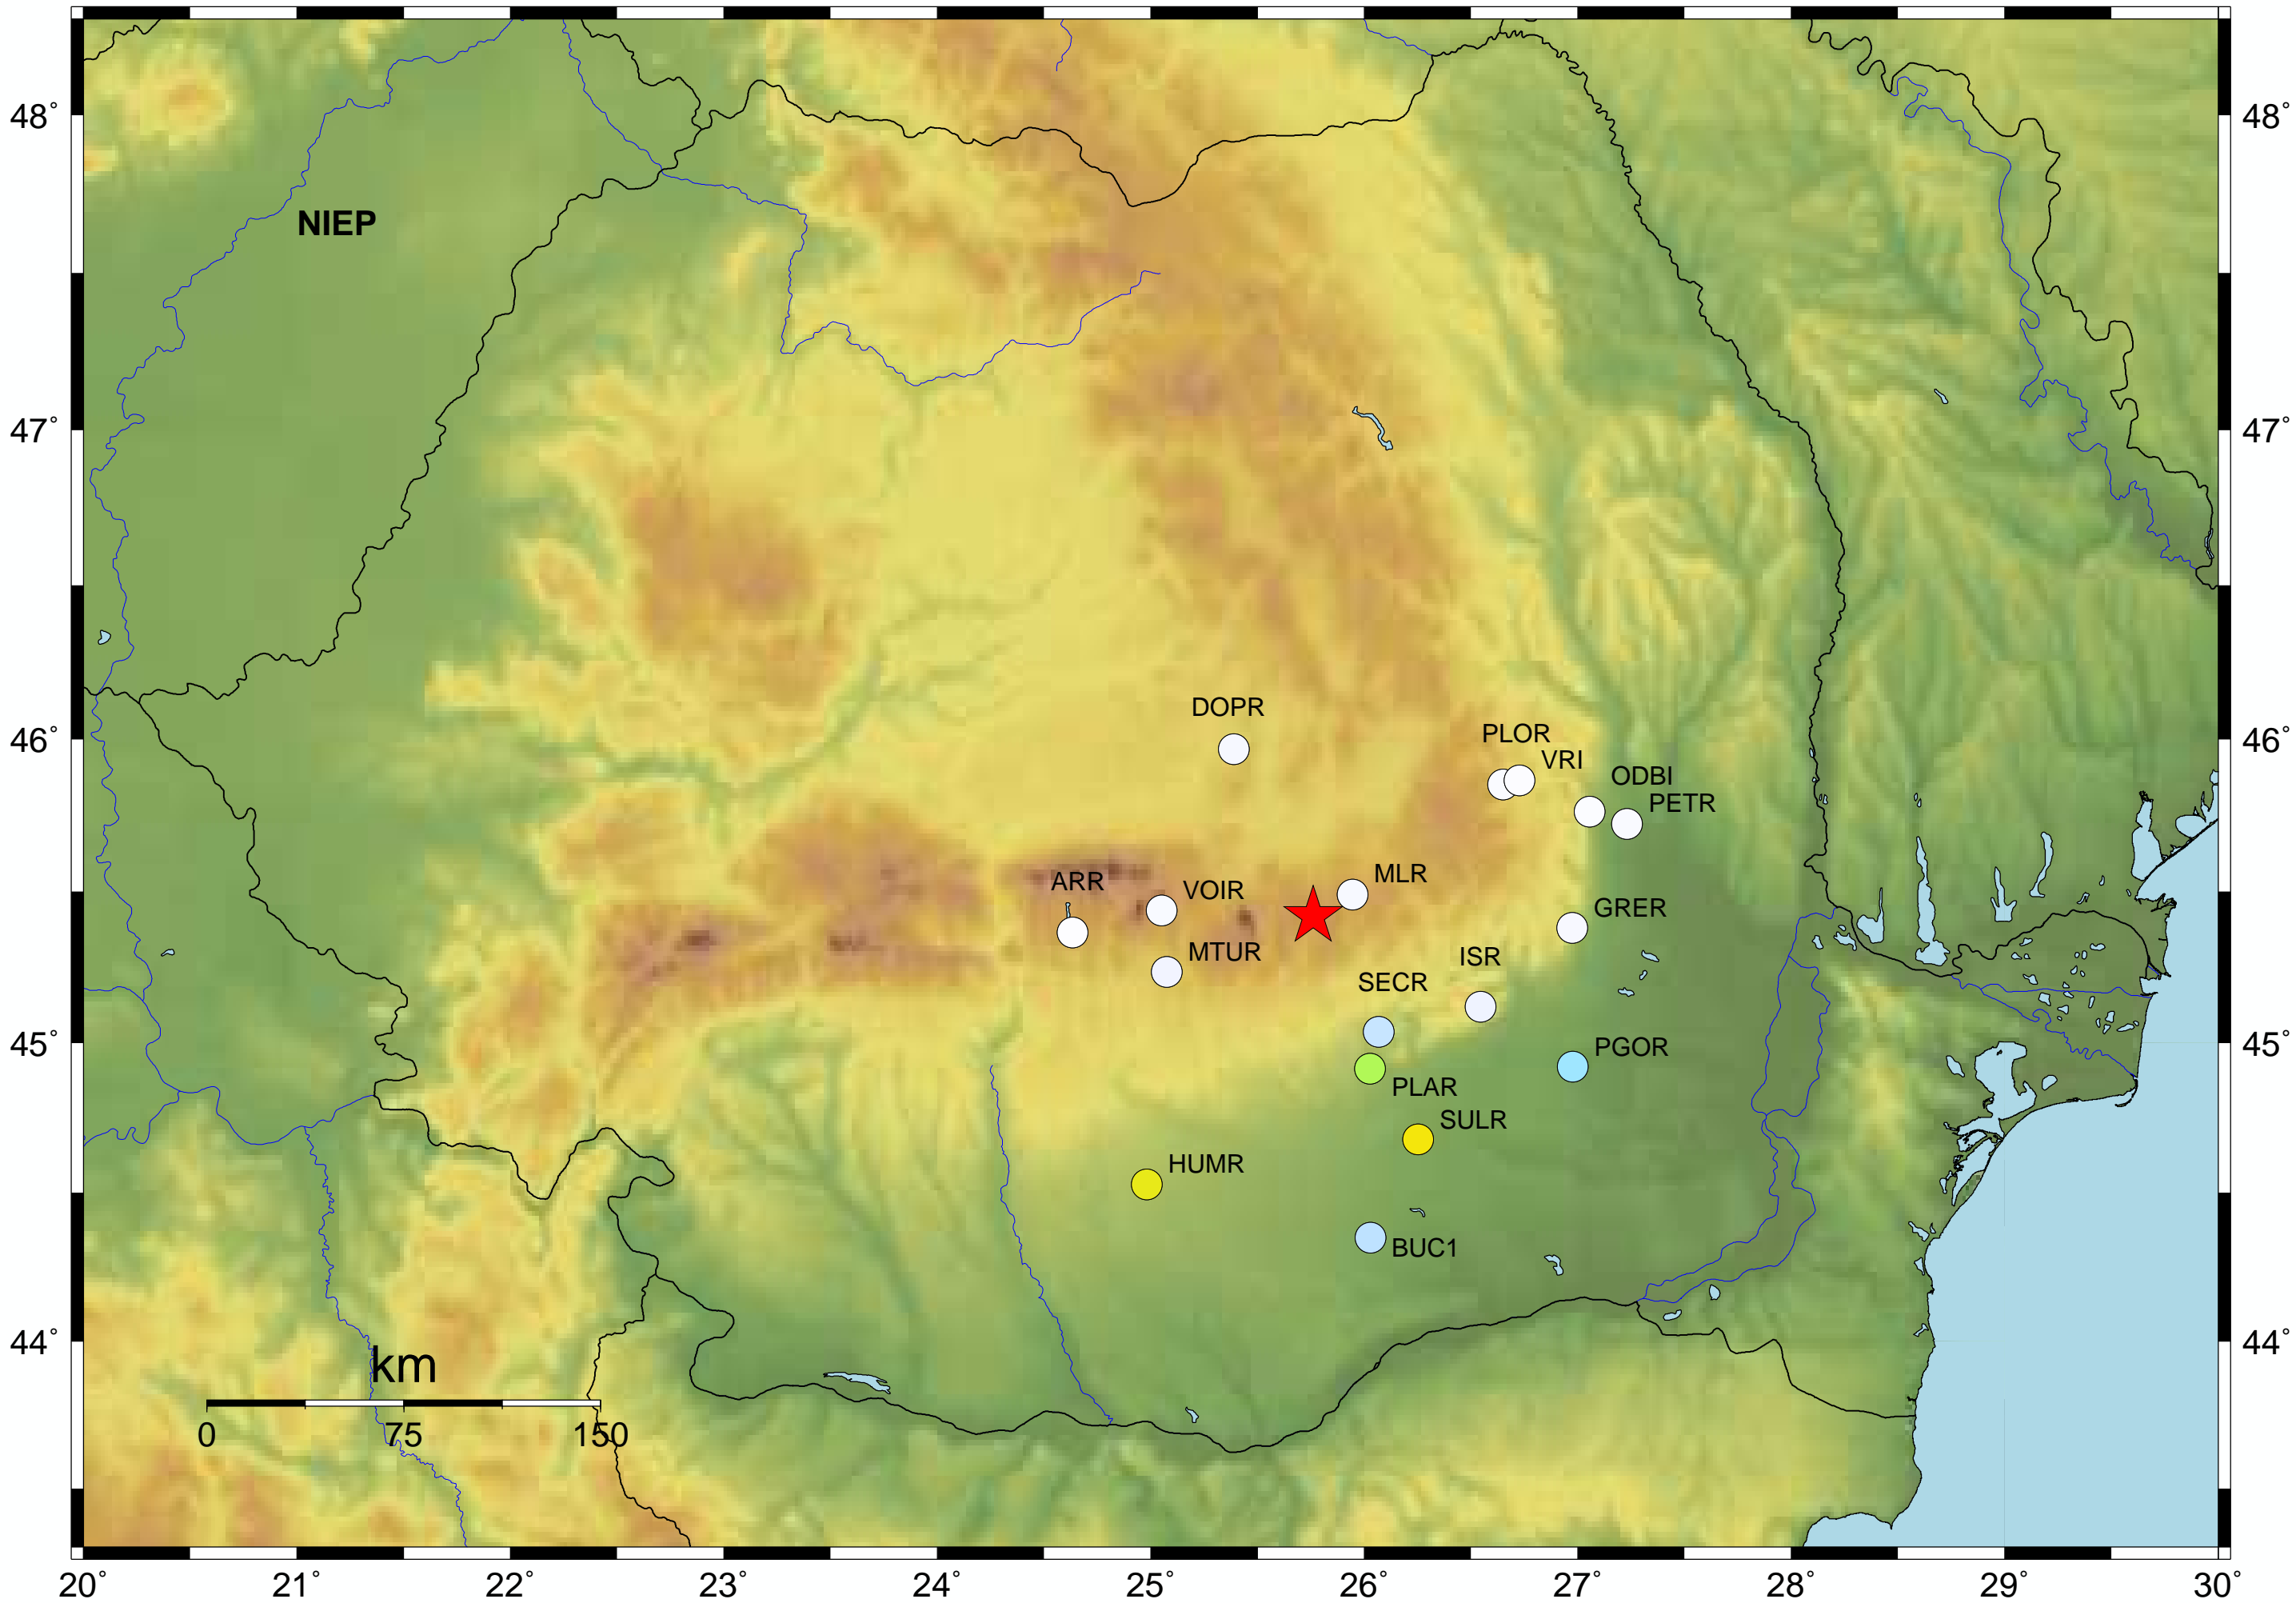 48° 48°
NIEP
47° 47°
DOPR
46° PLOR 46°
VRI
ODBI
PETR
ARR VOIR MLR
GRER
MTUR ISR
SECR
45° PGOR 45°
PLAR
SULR
HUMR
BUC1
44° 44°
km
0 75 150
20° 21° 22° 23° 24° 25° 26° 27° 28° 29° 30°